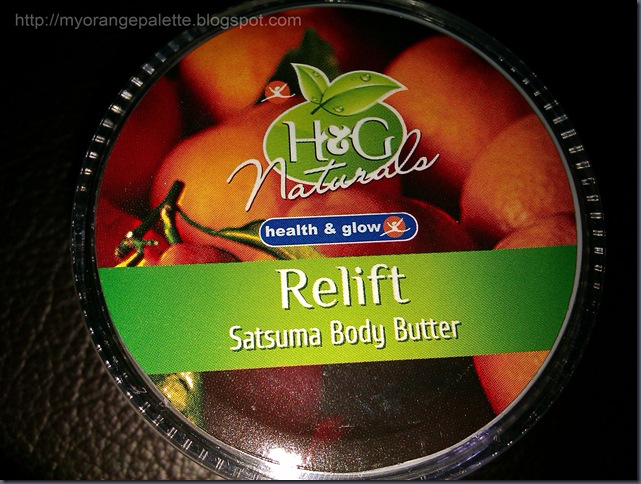 http://myorangepalette.blogspot.com
H&G
Naturals
health & glow
Relift
Satsuma Body Butter